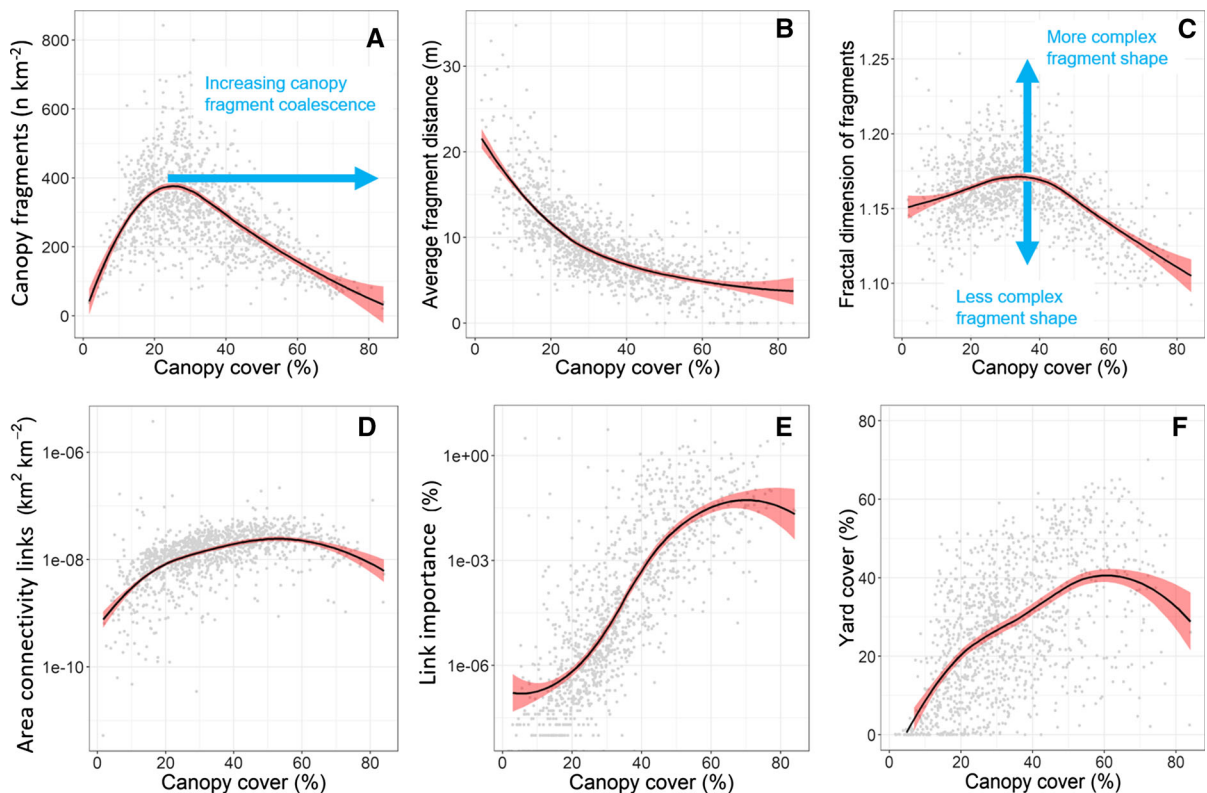 A
Canopy fragments (n km⁻²)
800
600
400
200
0
Increasing canopy
fragment coalescence
0 20 40 60 80
Canopy cover (%)
B
Average fragment distance (m)
30
20
10
0
0 20 40 60 80
Canopy cover (%)
C
Fractal dimension of fragments
1.25
1.20
1.15
1.10
More complex
fragment shape
Less complex
fragment shape
0 20 40 60 80
Canopy cover (%)
D
Area connectivity links (km² km⁻²)
1e-06
1e-08
1e-10
0 20 40 60 80
Canopy cover (%)
E
Link importance (%)
1e+00
1e-03
1e-06
0 20 40 60 80
Canopy cover (%)
F
Yard cover (%)
80
60
40
20
0
0 20 40 60 80
Canopy cover (%)